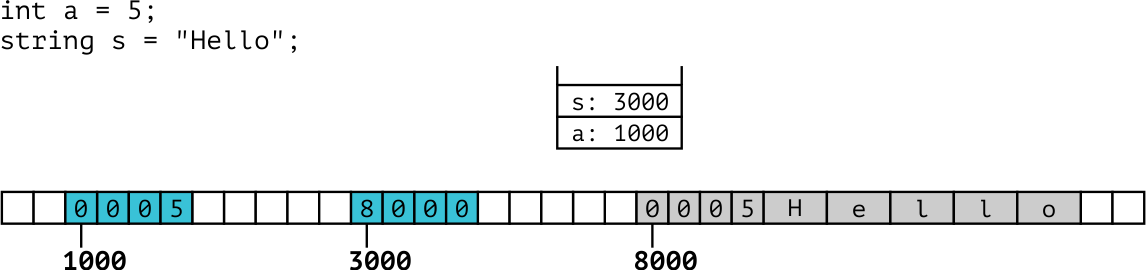 int a = 5;
string s = "Hello";
s: 3000
a: 1000
0 0 0 5 8 0 0 0 0 0 0 5 H e l l o
1000 3000 8000